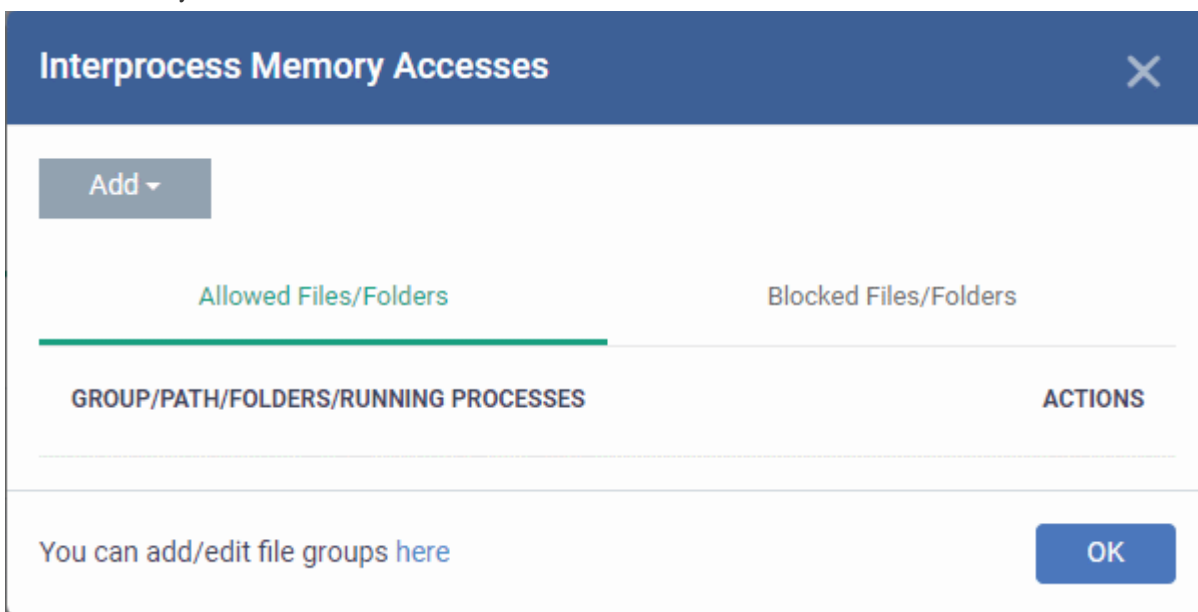 Interprocess Memory Accesses
Add
Allowed Files/Folders
Blocked Files/Folders
GROUP/PATH/FOLDERS/RUNNING PROCESSES
ACTIONS
You can add/edit file groups here
OK